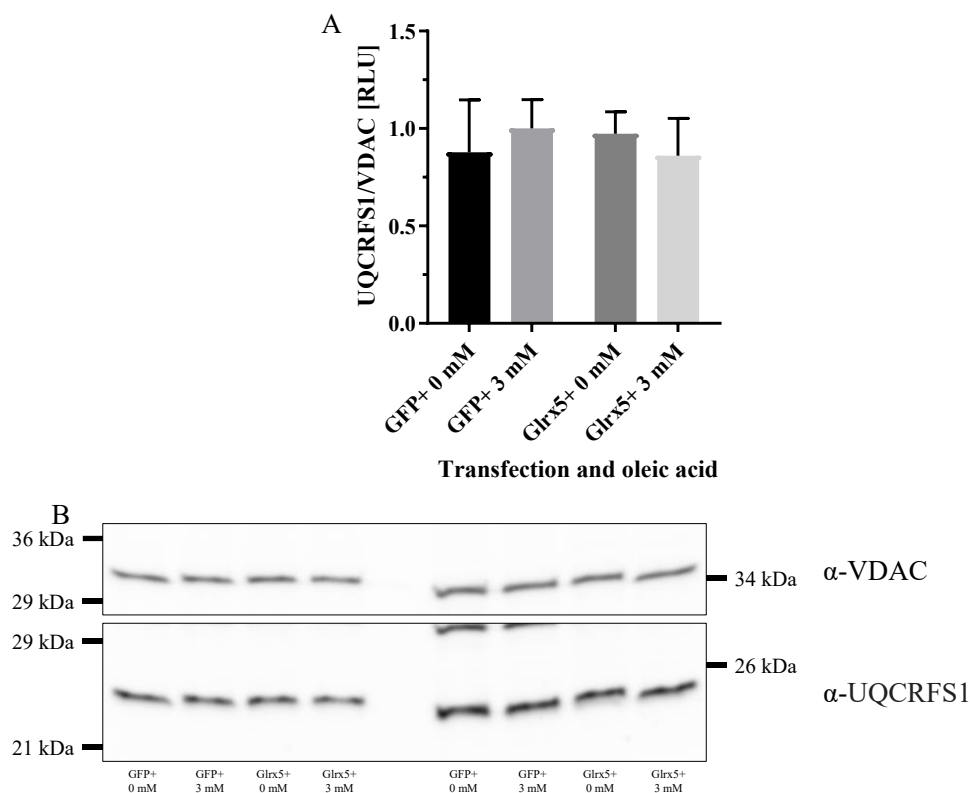 A
UQCRFS1/VDAC [RLU]
1.5
1.0
0.5
0.0
GFP+ 0 mM
GFP+ 3 mM
Glrx5+ 0 mM
Glrx5+ 3 mM
Transfection and oleic acid
B
36 kDa
29 kDa
34 kDa
α-VDAC
29 kDa
21 kDa
26 kDa
α-UQCRFS1
GFP+ GFP+ Glrx5+ Glrx5+ GFP+ GFP+ Glrx5+ Glrx5+
0 mM 3 mM 0 mM 3 mM 0 mM 3 mM 0 mM 3 mM